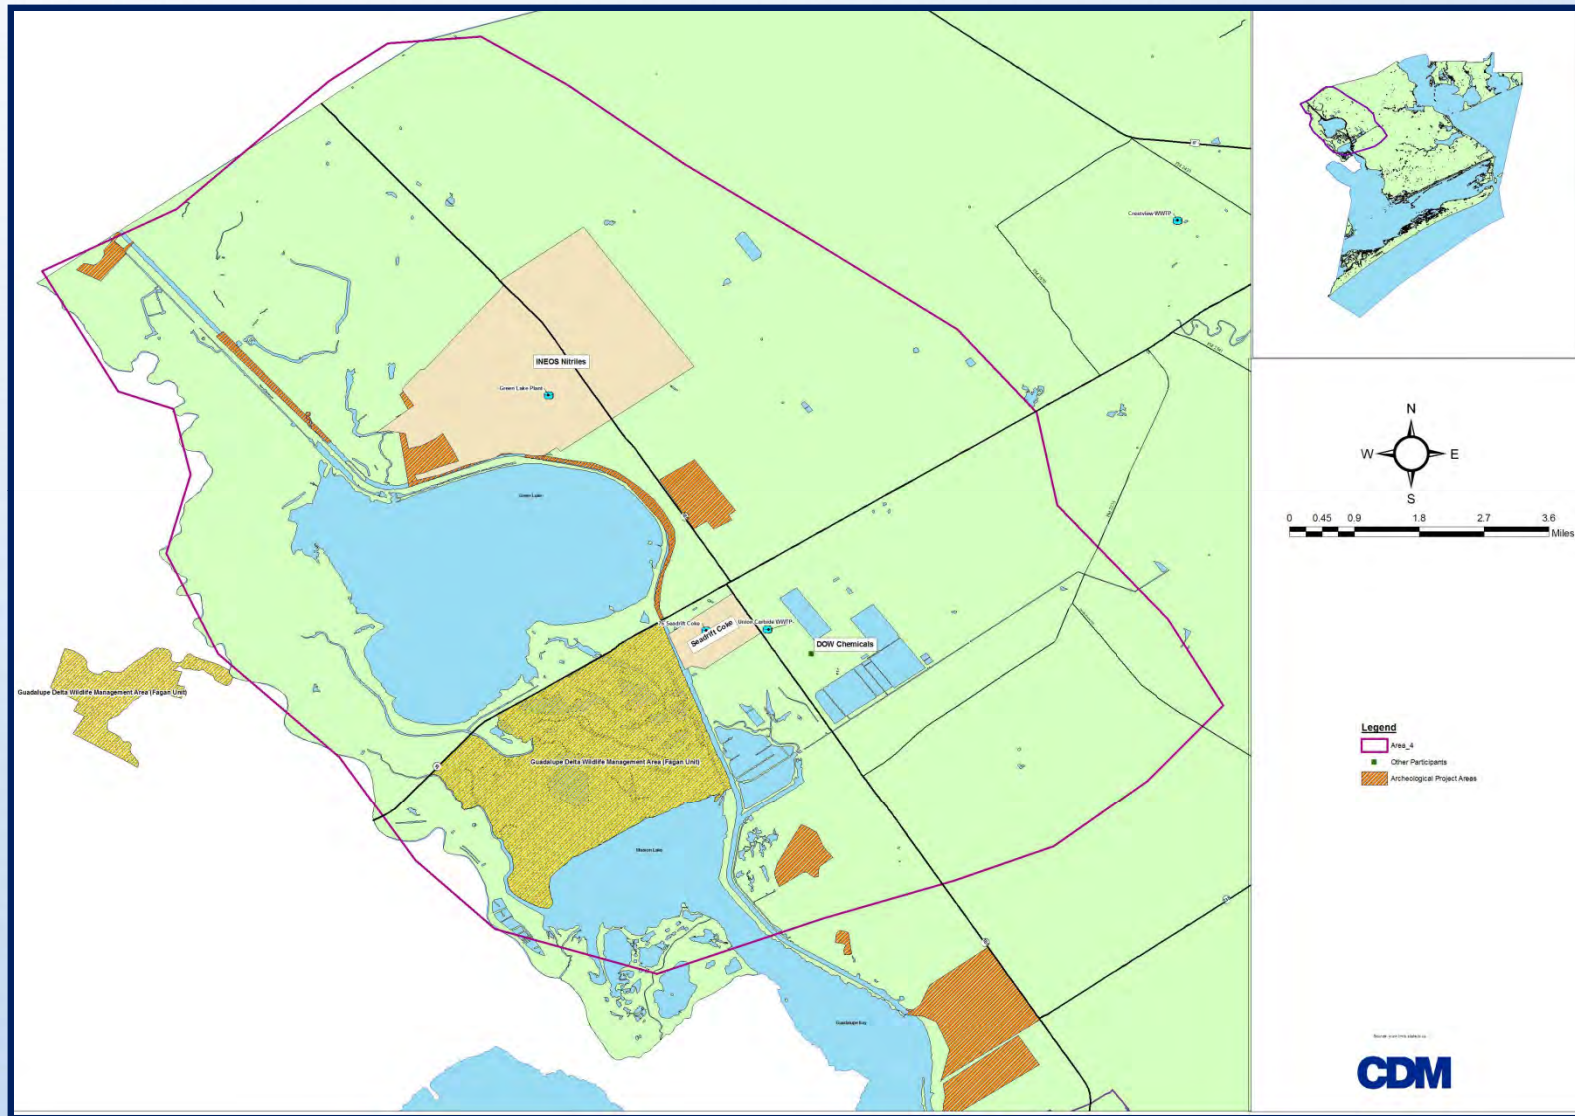 Crestview WWTP
INEOS Nitriles
Green Lake Plant
Green Lake
Seadrift Coke
Seadrift Coke
Union Carbide WWTP
DOW Chemicals
Guadalupe Delta Wildlife Management Area (Fagan Unit)
Guadalupe Delta Wildlife Management Area (Fagan Unit)
Mission Lake
Guadalupe Bay
N
W
E
S
0 0.45 0.9 1.8 2.7 3.6
Miles
Legend
Area_4
Other Participants
Archeological Project Areas
CDM